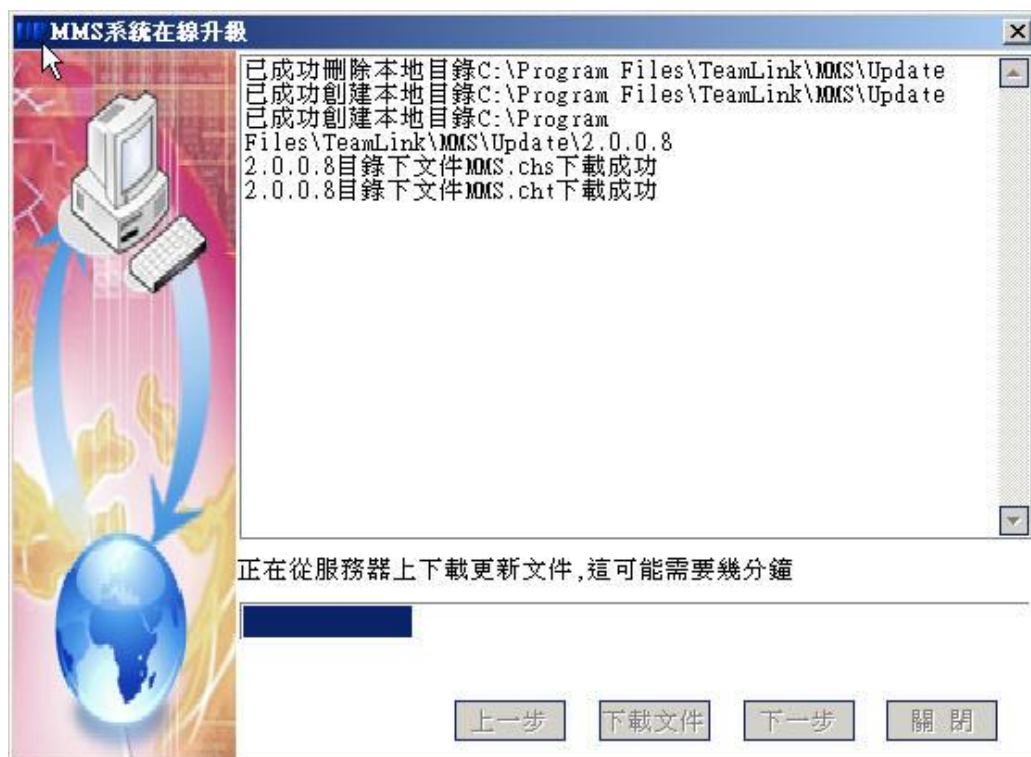 MMS系統在線升級
已成功刪除本地目錄C:\Program Files\TeamLink\MMS\Update
已成功創建本地目錄C:\Program Files\TeamLink\MMS\Update
已成功創建本地目錄C:\Program
Files\TeamLink\MMS\Update\2.0.0.8
2.0.0.8目錄下文件MMS.chs下載成功
2.0.0.8目錄下文件MMS.cht下載成功
正在從服務器上下載更新文件,這可能需要幾分鐘
上一步 下載文件 下一步 關 閉